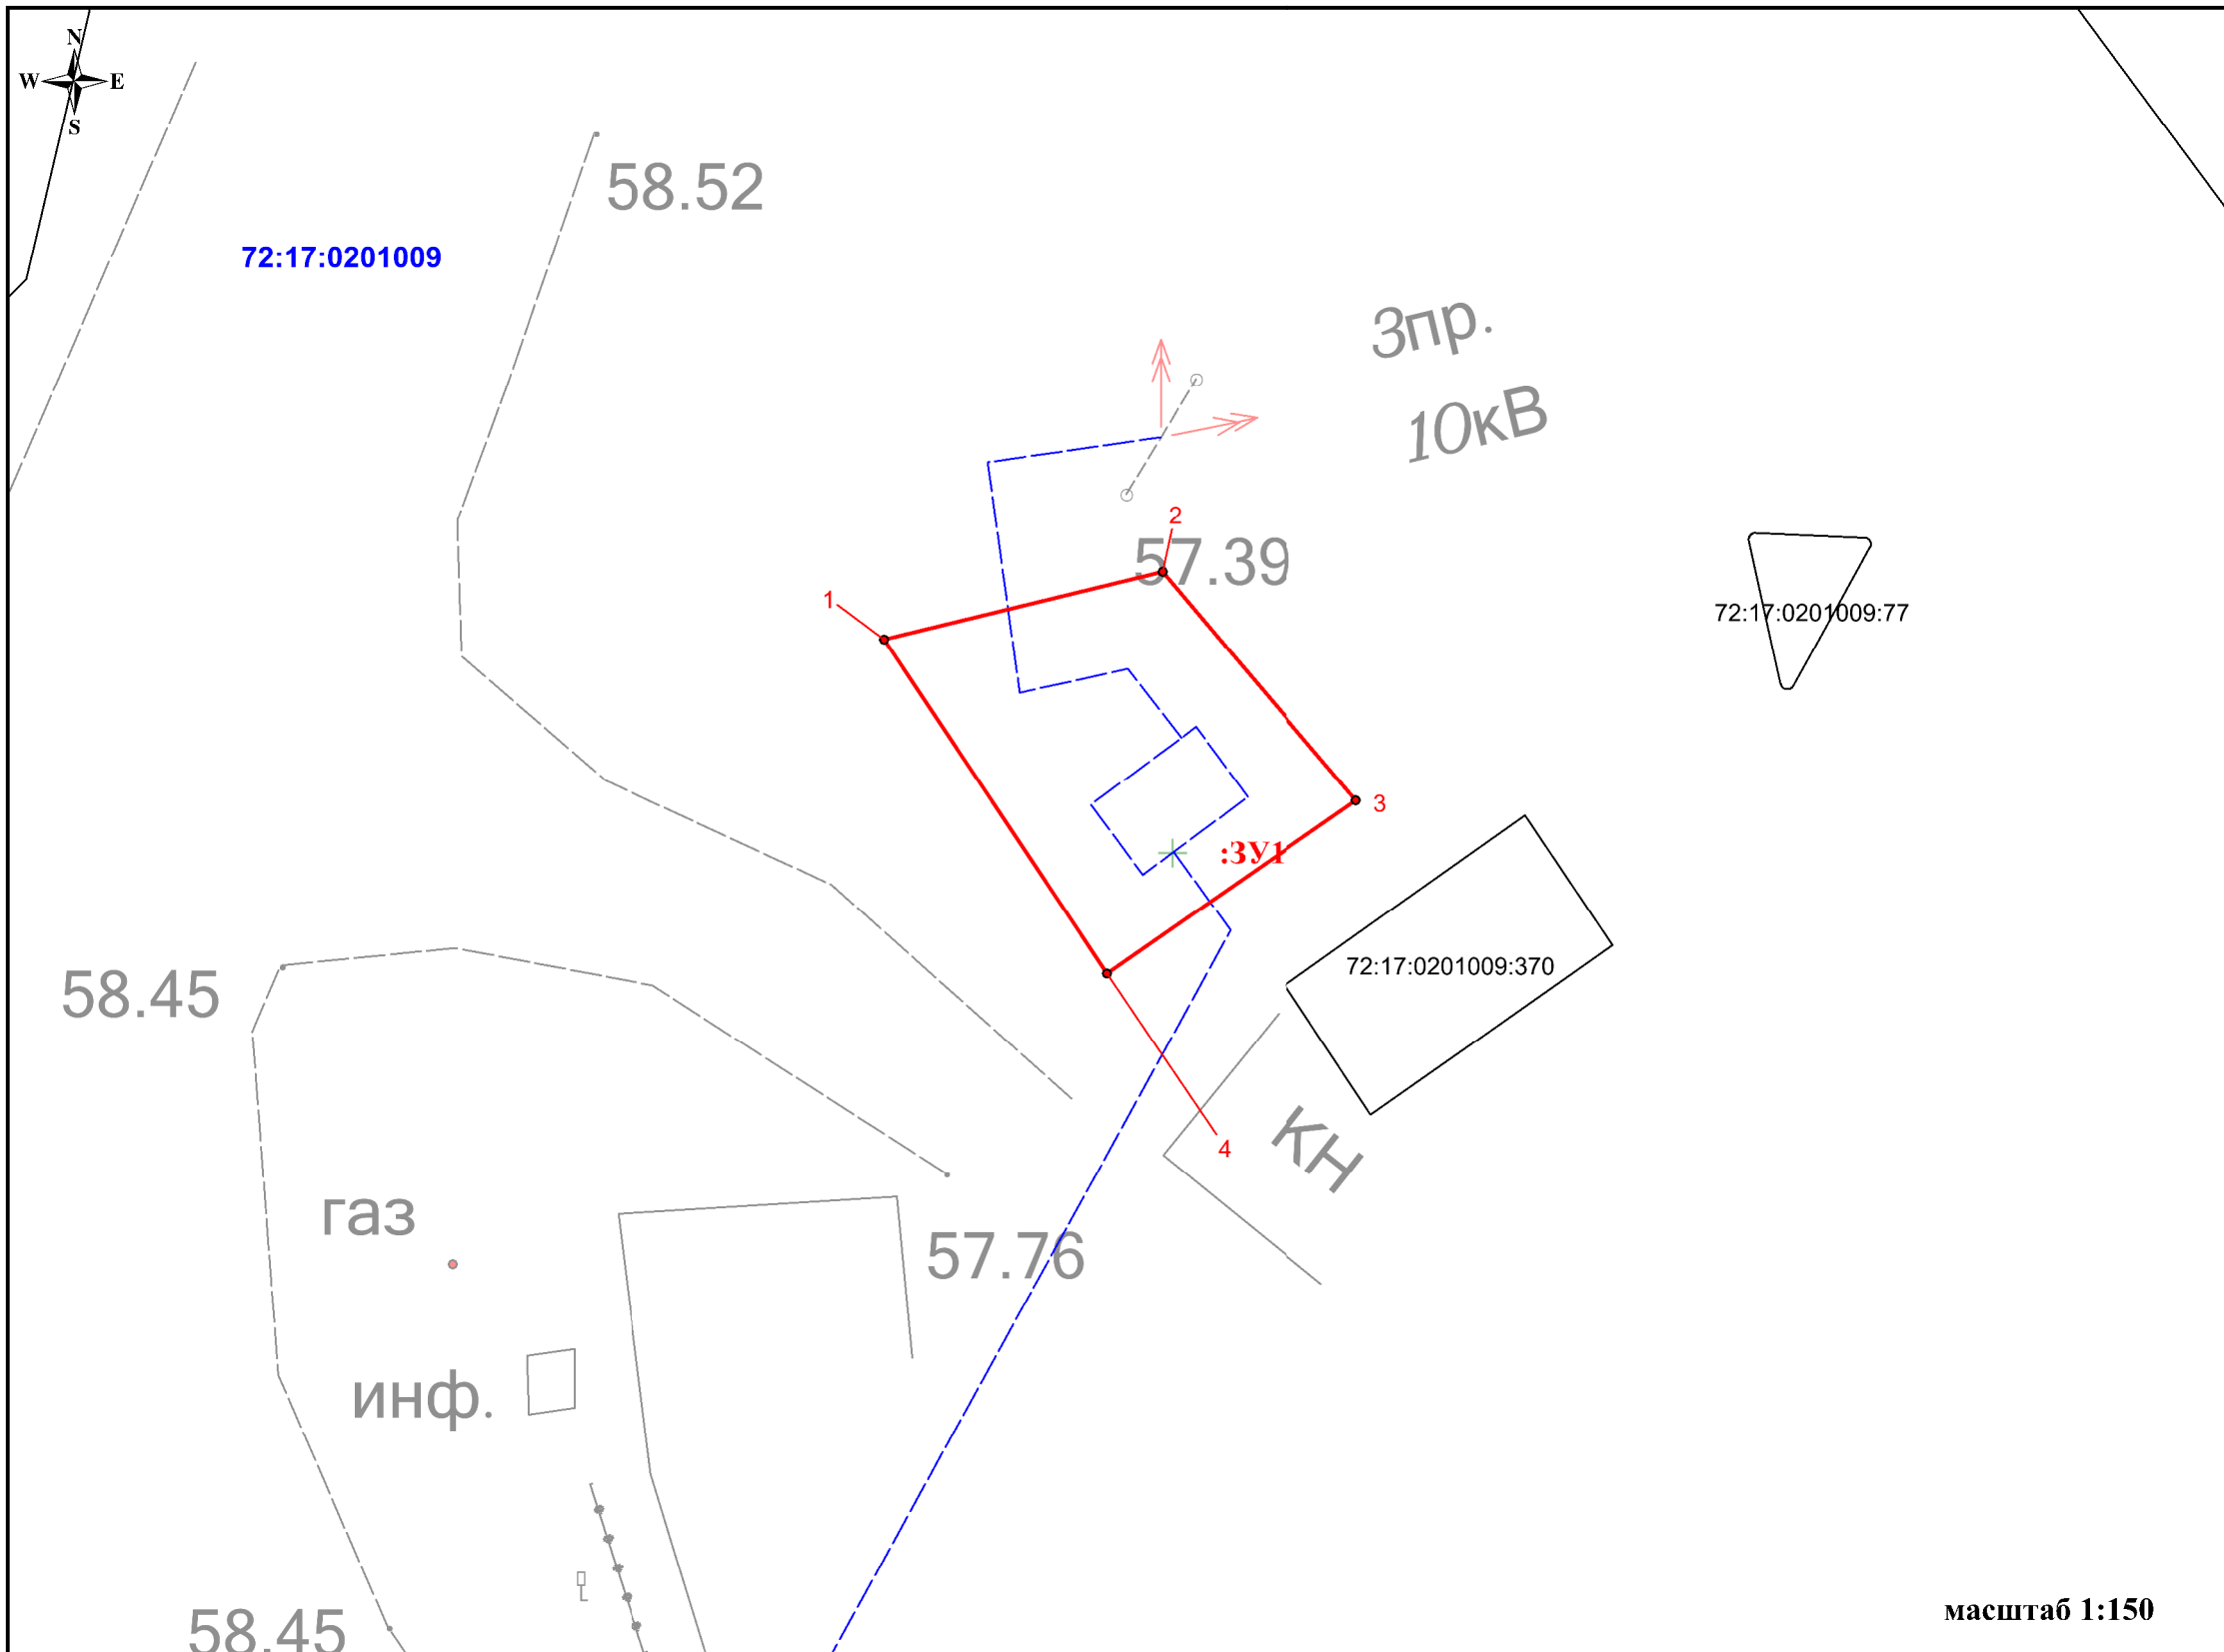 N
W E
S
58.52
72:17:0201009
3пр.
10кВ
2
57.39
1
72:17:0201009:77
3
:ЗУ1
72:17:0201009:370
58.45
4
КН
газ
57.76
инф.
58.45
масштаб 1:150